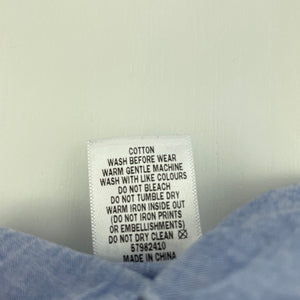 COTTON
WASH BEFORE WEAR
WARM GENTLE MACHINE
WASH WITH LIKE COLOURS
DO NOT BLEACH
DO NOT TUMBLE DRY
WARM IRON INSIDE OUT
(DO NOT IRON PRINTS
OR EMBELLISHMENTS)
DO NOT DRY CLEAN
57962410
MADE IN CHINA